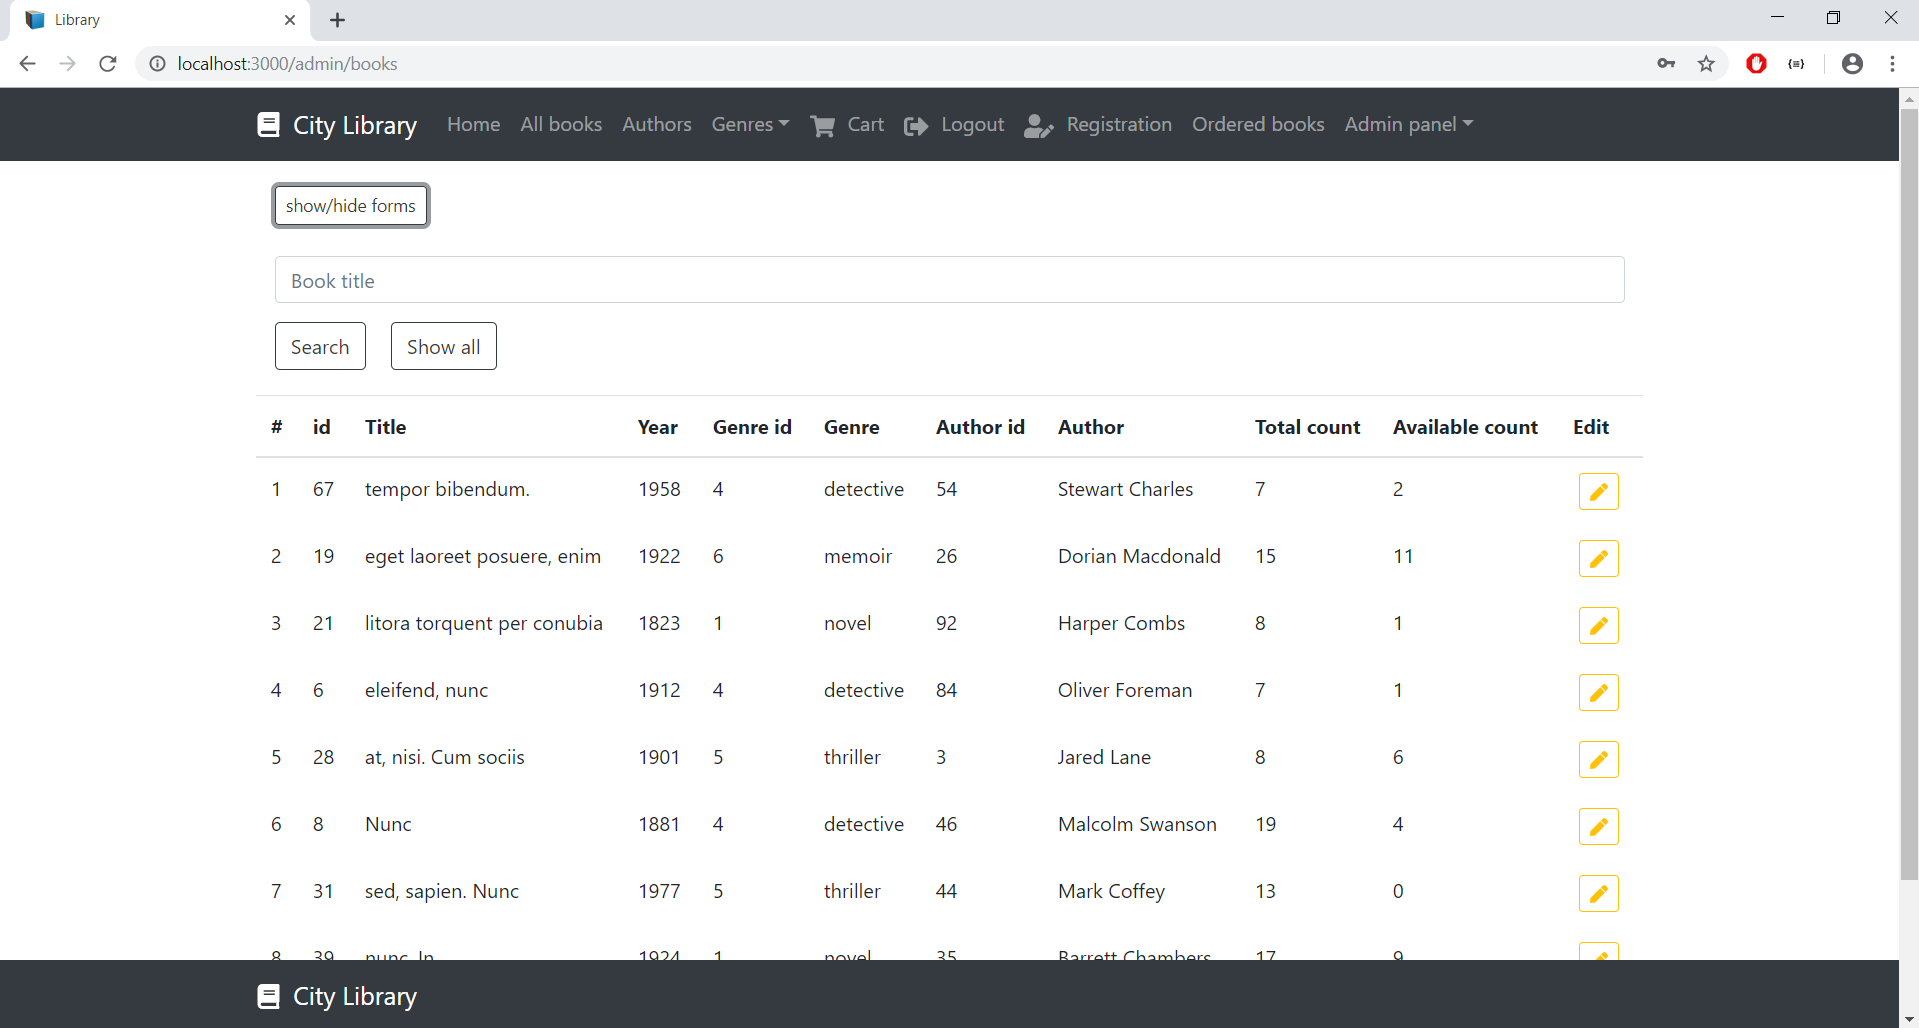 Library
localhost:3000/admin/books
City Library Home All books Authors Genres Cart Logout Registration Ordered books Admin panel
show/hide forms
Book title
Search Show all
# id Title Year Genre id Genre Author id Author Total count Available count Edit
1 67 tempor bibendum. 1958 4 detective 54 Stewart Charles 7 2
2 19 eget laoreet posuere, enim 1922 6 memoir 26 Dorian Macdonald 15 11
3 21 litora torquent per conubia 1823 1 novel 92 Harper Combs 8 1
4 6 eleifend, nunc 1912 4 detective 84 Oliver Foreman 7 1
5 28 at, nisi. Cum sociis 1901 5 thriller 3 Jared Lane 8 6
6 8 Nunc 1881 4 detective 46 Malcolm Swanson 19 4
7 31 sed, sapien. Nunc 1977 5 thriller 44 Mark Coffey 13 0
8 39 nunc. In 1924 1 novel 35 Barrett Chambers 17 9
City Library